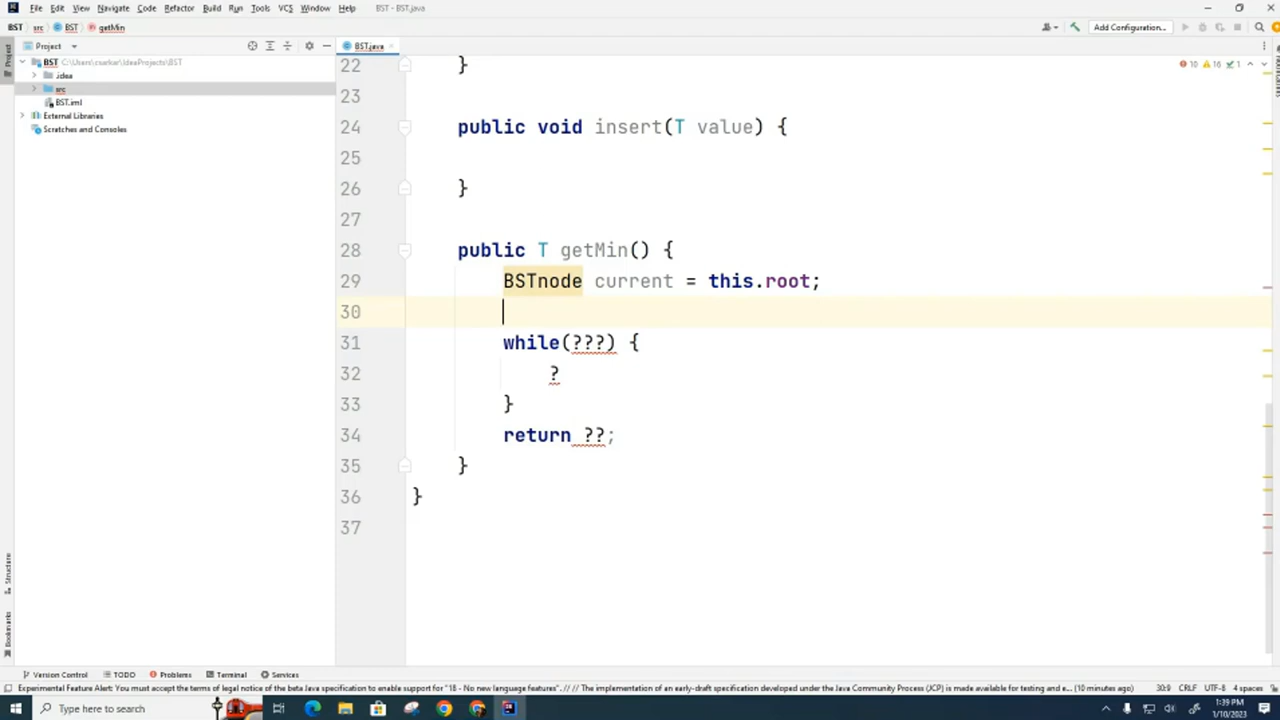 File Edit View Navigate Code Refactor Build Run Tools VCS Window Help BST - BST.java
BST src BST getMin Add Configuration...
Project BST.java
10 16 1
BST C:\Users\csarkar\IdeaProjects\BST
.idea
src
BST.iml
External Libraries
Scratches and Consoles
Project
Structure
Bookmarks
22 }
23
24 public void insert(T value) {
25
26 }
27
28 public T getMin() {
29 BSTnode current = this.root;
30
31 while(???) {
32 ?
33 }
34 return ??;
35 }
36 }
37
Version Control TODO Problems Terminal Services
Experimental Feature Alert: You must accept the terms of legal notice of the beta Java specification to enable support for "18 - No new language features". // // The implementation of an early-draft specification developed under the Java Community Process (JCP) is made available for testing and e... (10 minutes ago) 30:9 CRLF UTF-8 4 spaces
Type here to search 1:39 PM
1/10/2023